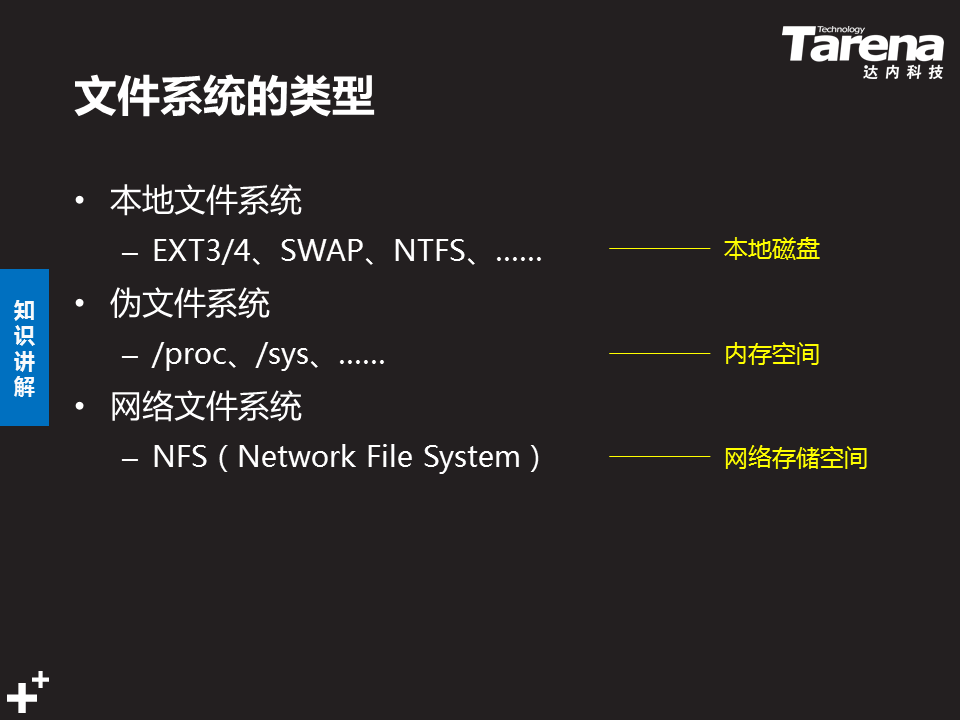 Technology
Tarena
达内科技
文件系统的类型
• 本地文件系统
– EXT3/4、SWAP、NTFS、…… 本地磁盘
• 伪文件系统
– /proc、/sys、…… 内存空间
• 网络文件系统
– NFS（Network File System） 网络存储空间
知识讲解